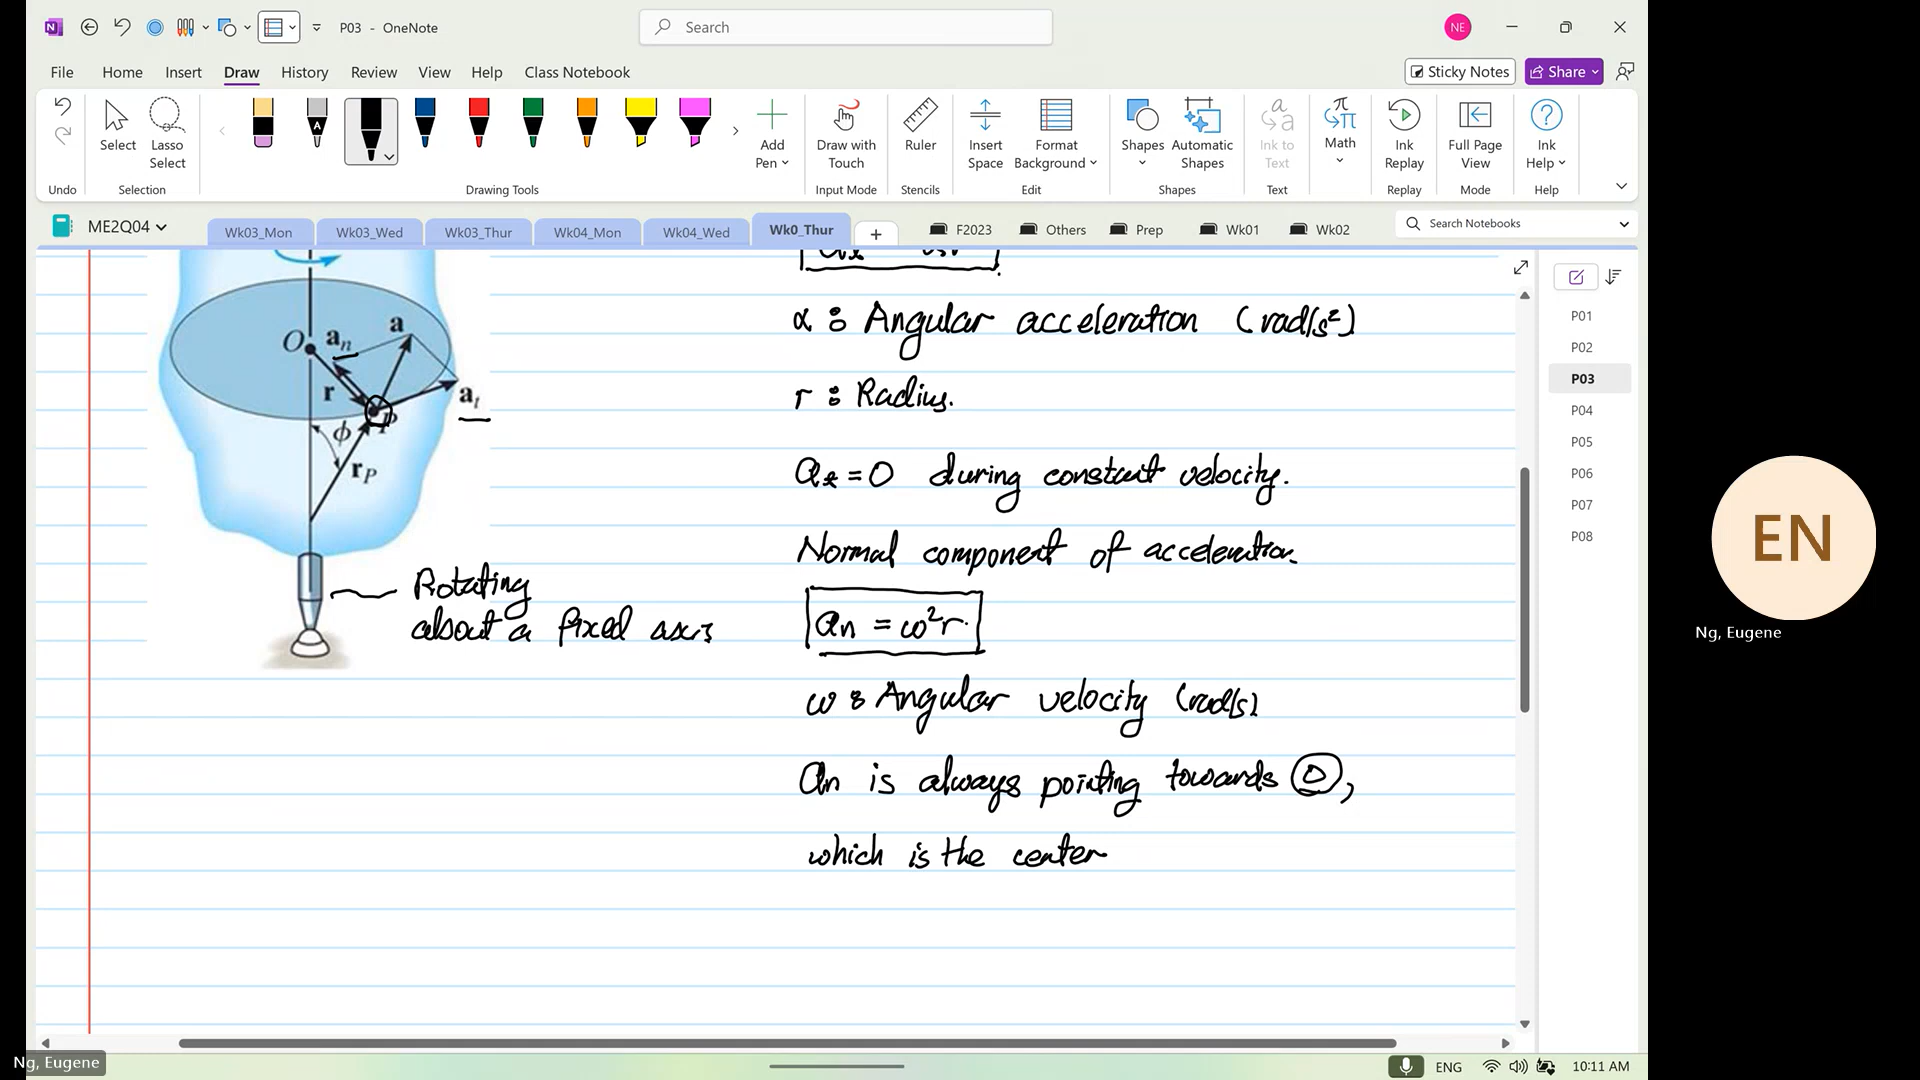 P03 - OneNote
Search
NE
File Home Insert Draw History Review View Help Class Notebook
Sticky Notes
Share
Select
Lasso Select
A
Add Pen
Draw with Touch
Ruler
Insert Space
Format Background
Shapes
Automatic Shapes
Ink to Text
Math
Ink Replay
Full Page View
Ink Help
Undo
Selection
Drawing Tools
Input Mode
Stencils
Edit
Shapes
Text
Replay
Mode
Help
ME2Q04
Wk03_Mon Wk03_Wed Wk03_Thur Wk04_Mon Wk04_Wed Wk0_Thur
F2023 Others Prep Wk01 Wk02
Search Notebooks
P01
P02
P03
P04
P05
P06
P07
P08
O
aₙ
a
r
aₜ
P
ϕ
r_P
Rotating
about a fixed axis
α : Angular acceleration (rad/s²)
r : Radius.
aₜ = 0 during constant velocity.
Normal component of acceleration.
aₙ = ω²r.
ω : Angular velocity (rad/s)
aₙ is always pointing towards O,
which is the center
EN
Ng, Eugene
Ng, Eugene
ENG
10:11 AM